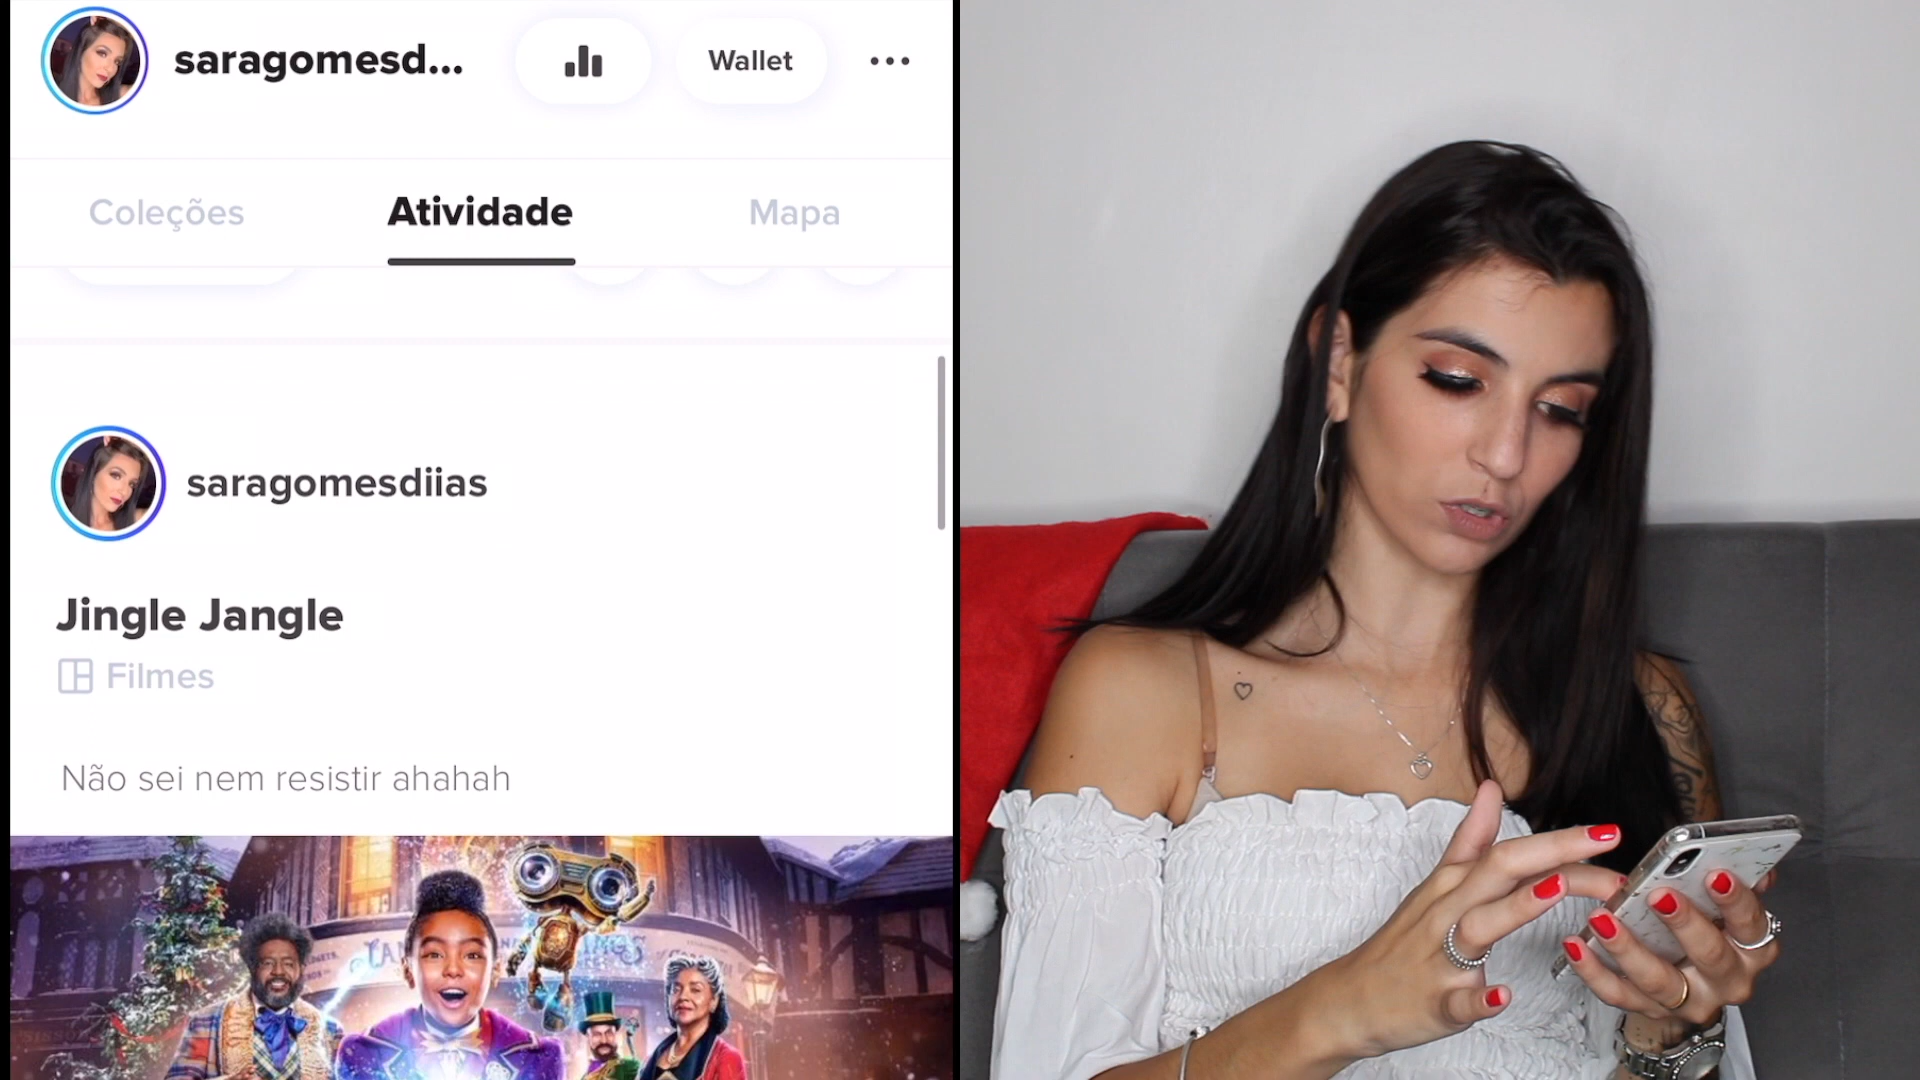 saragomesd...
Wallet
Coleções
Atividade
Mapa
saragomesdiias
Jingle Jangle
Filmes
Não sei nem resistir ahahah